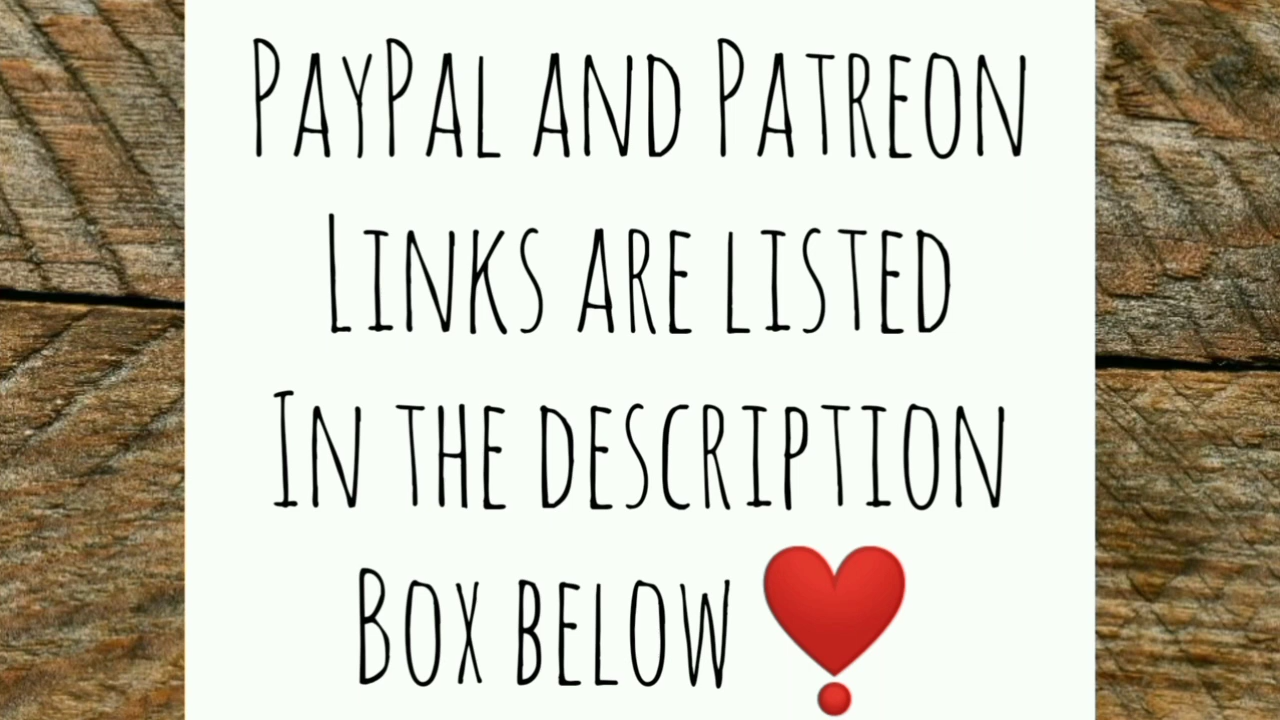 PayPal and Patreon
Links are listed
In the description
Box below ❣️